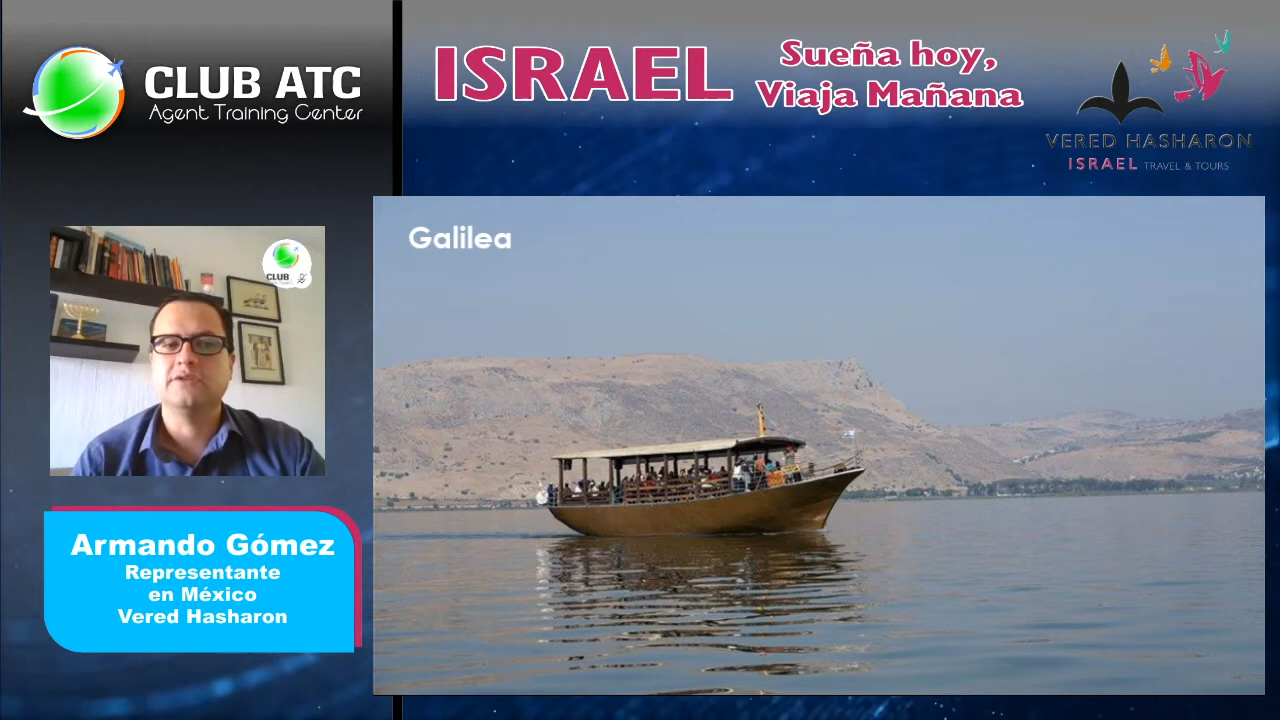 CLUB ATC
Agent Training Center
ISRAEL
Sueña hoy,
Viaja Mañana
VERED HASHARON
ISRAEL TRAVEL & TOURS
Galilea
CLUB
Armando Gómez
Representante
en México
Vered Hasharon